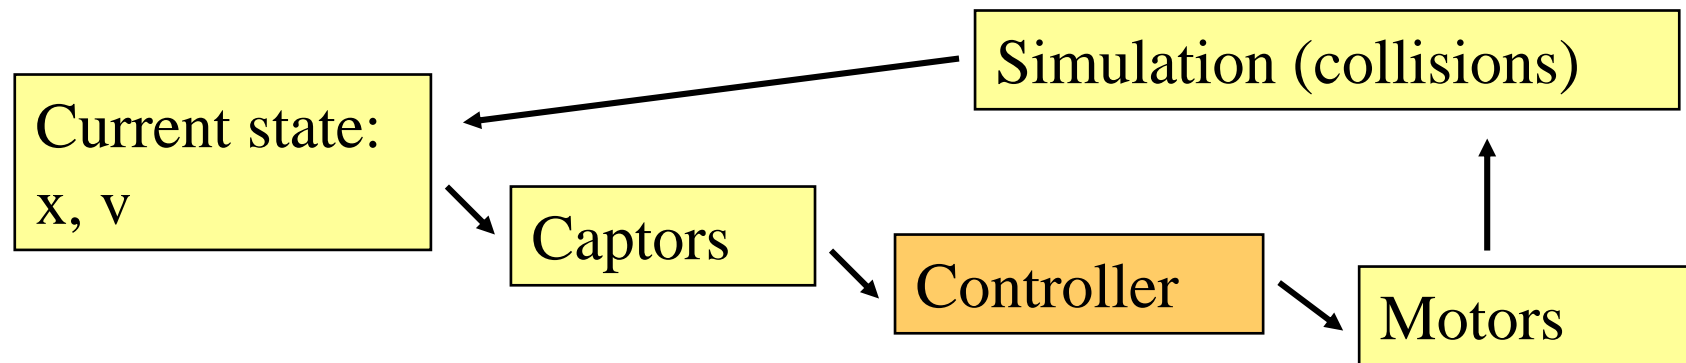 Simulation (collisions)
Current state:
x, v
Captors
Controller
Motors